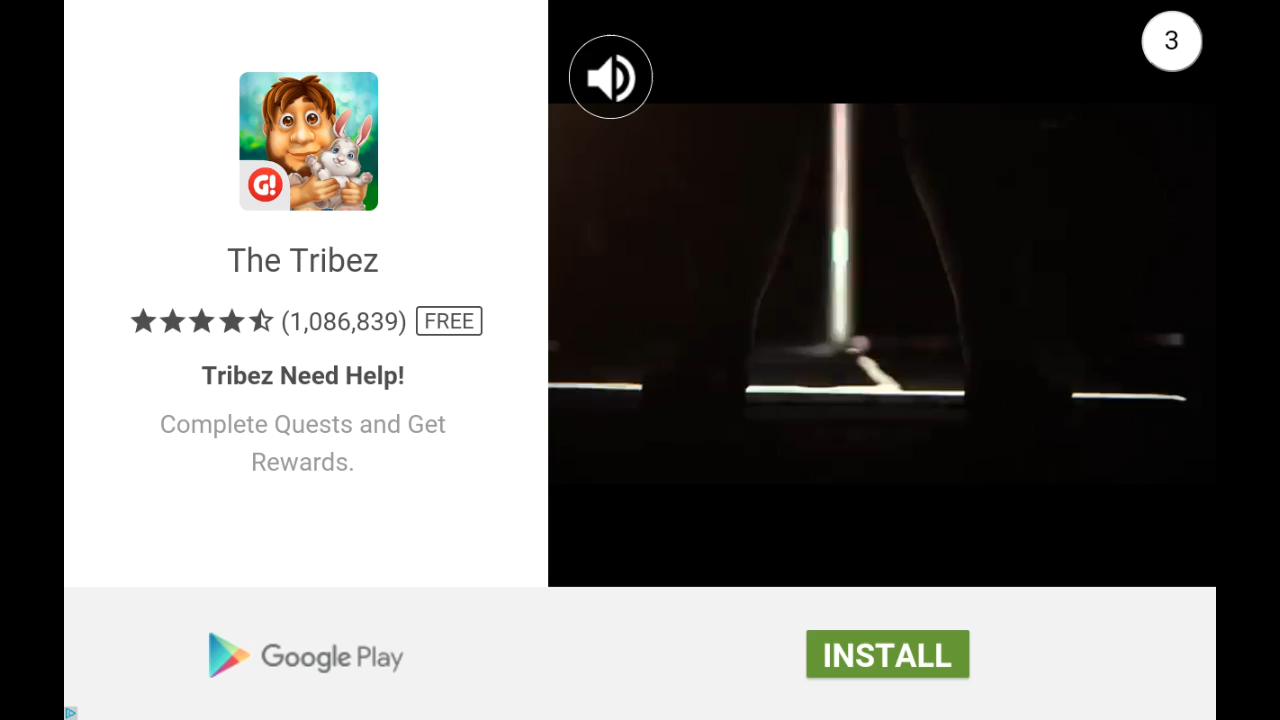 3
G!
The Tribez
(1,086,839) FREE
Tribez Need Help!
Complete Quests and Get
Rewards.
Google Play
INSTALL